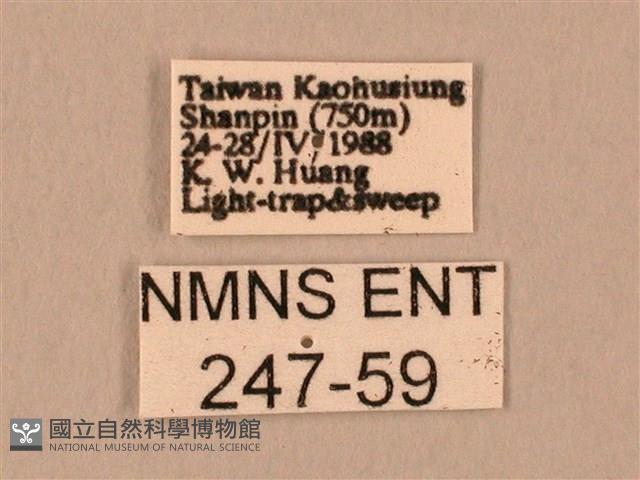 Taiwan Kaohusiung
Shanpin (750m)
24-28/IV/1988
K. W. Huang
Light-trap&sweep
NMNS ENT
247-59
國立自然科學博物館
NATIONAL MUSEUM OF NATURAL SCIENCE